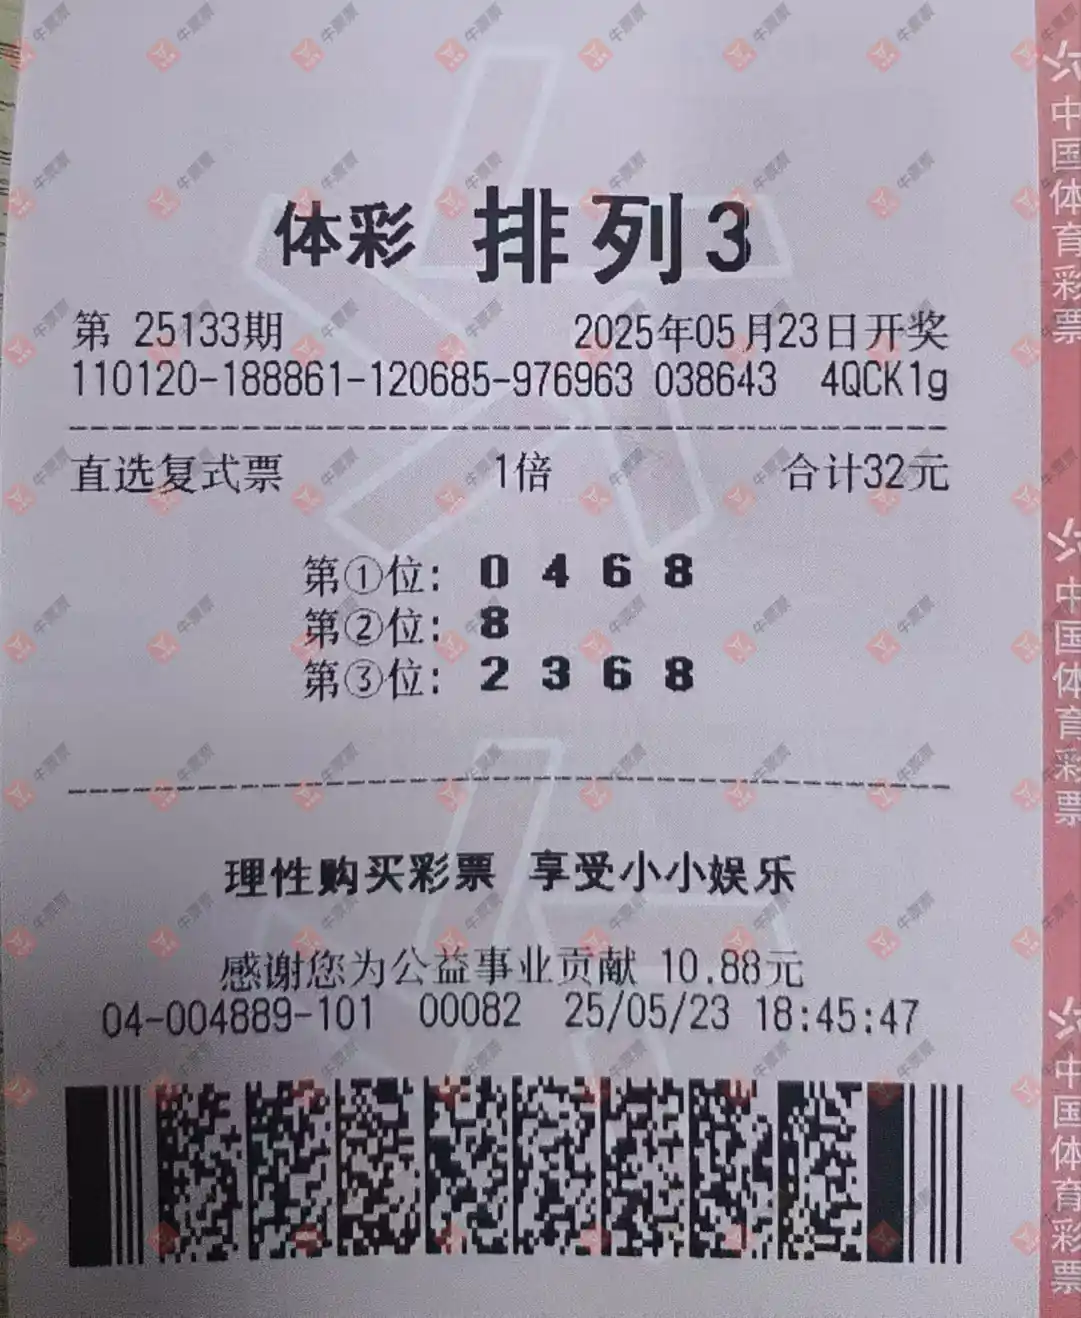 体彩 排列3
第 25133期 2025年05月23日开奖
110120-188861-120685-976963 038643 4QCK1g
直选复式票 1倍 合计32元
第①位: 0 4 6 8
第②位: 8
第③位: 2 3 6 8
理性购买彩票 享受小小娱乐
感谢您为公益事业贡献 10.88元
04-004889-101 00082 25/05/23 18:45:47
中国体育彩票
中国体育彩票
中国体育彩票
牛票票